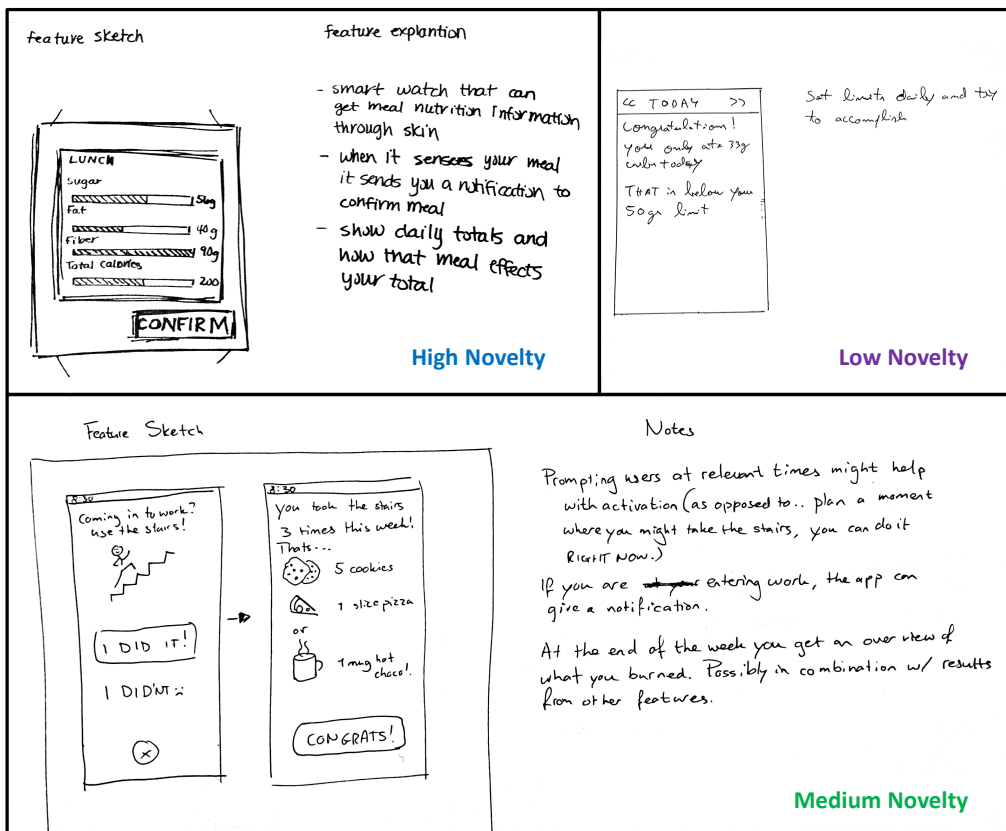 feature sketch
LUNCH
sugar
56g
Fat
40g
fiber
90g
Total calories
200
CONFIRM
feature explantion
- smart watch that can
get meal nutrition information
through skin
- when it senses your meal
it sends you a notification to
confirm meal
- show daily totals and
how that meal effects
your total
High Novelty
<< TODAY >>
Congratulation!
you only ate 33g
carbs today
THAT is below your
50gr limit
Set limits daily and try
to accomplish
Low Novelty
Feature Sketch
8:30
Coming in to work?
use the stairs!
I DID IT!
I DID'NT :(
x
8:30
you took the stairs
3 times this week!
Thats...
5 cookies
1 slice pizza
or
1 mug hot
choco!.
CONGRATS!
Notes
Prompting users at relevant times might help
with activation (as opposed to.. plan a moment
where you might take the stairs, you can do it
RIGHT NOW.)
If you are entering work, the app can
give a notification.
At the end of the week you get an over view of
what you burned. Possibly in combination w/ results
from other features.
Medium Novelty